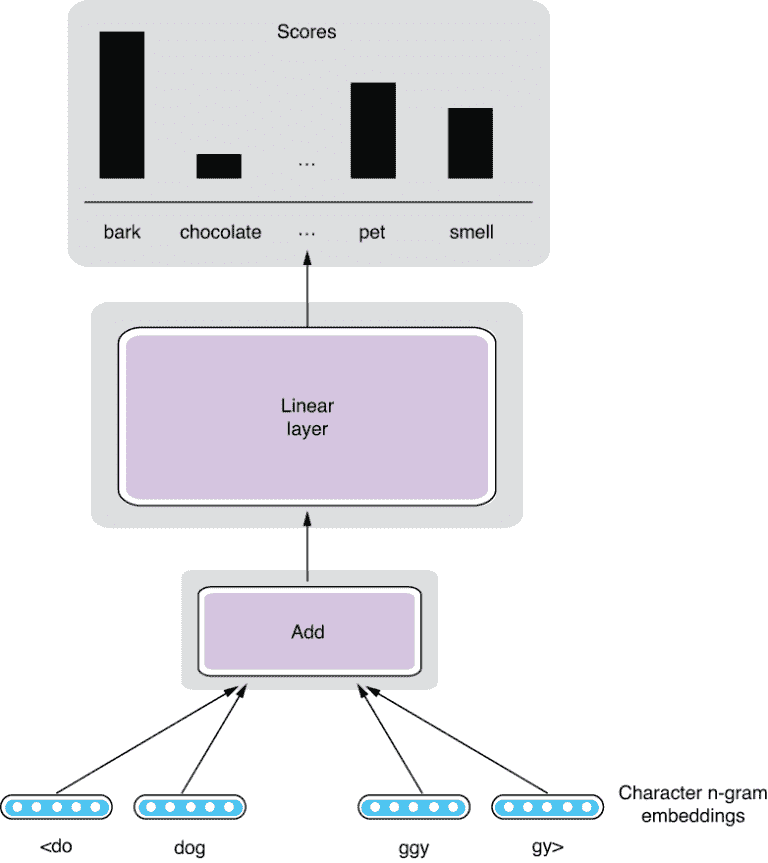 Scores
...
bark chocolate ... pet smell
Linear
layer
Add
Character n-gram
embeddings
<do dog ggy gy>